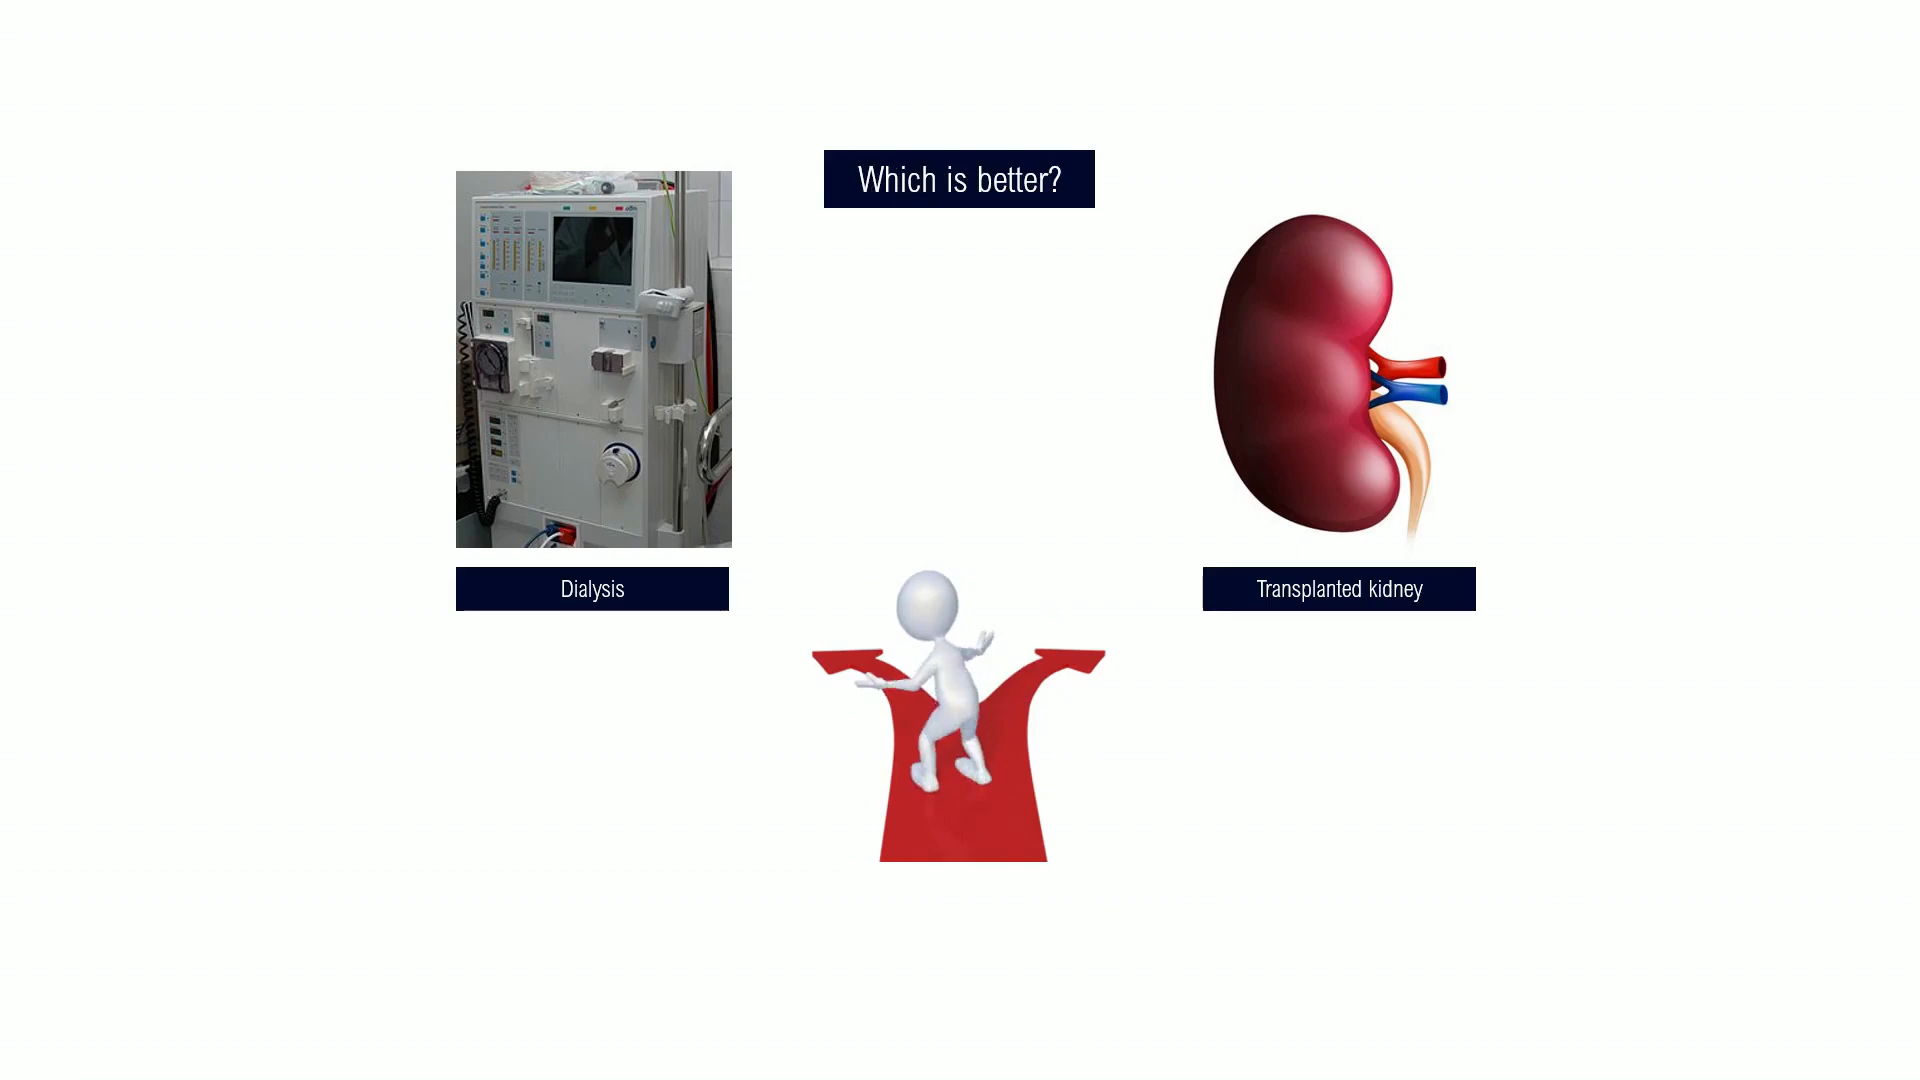 Which is better?
Dialysis
Transplanted kidney